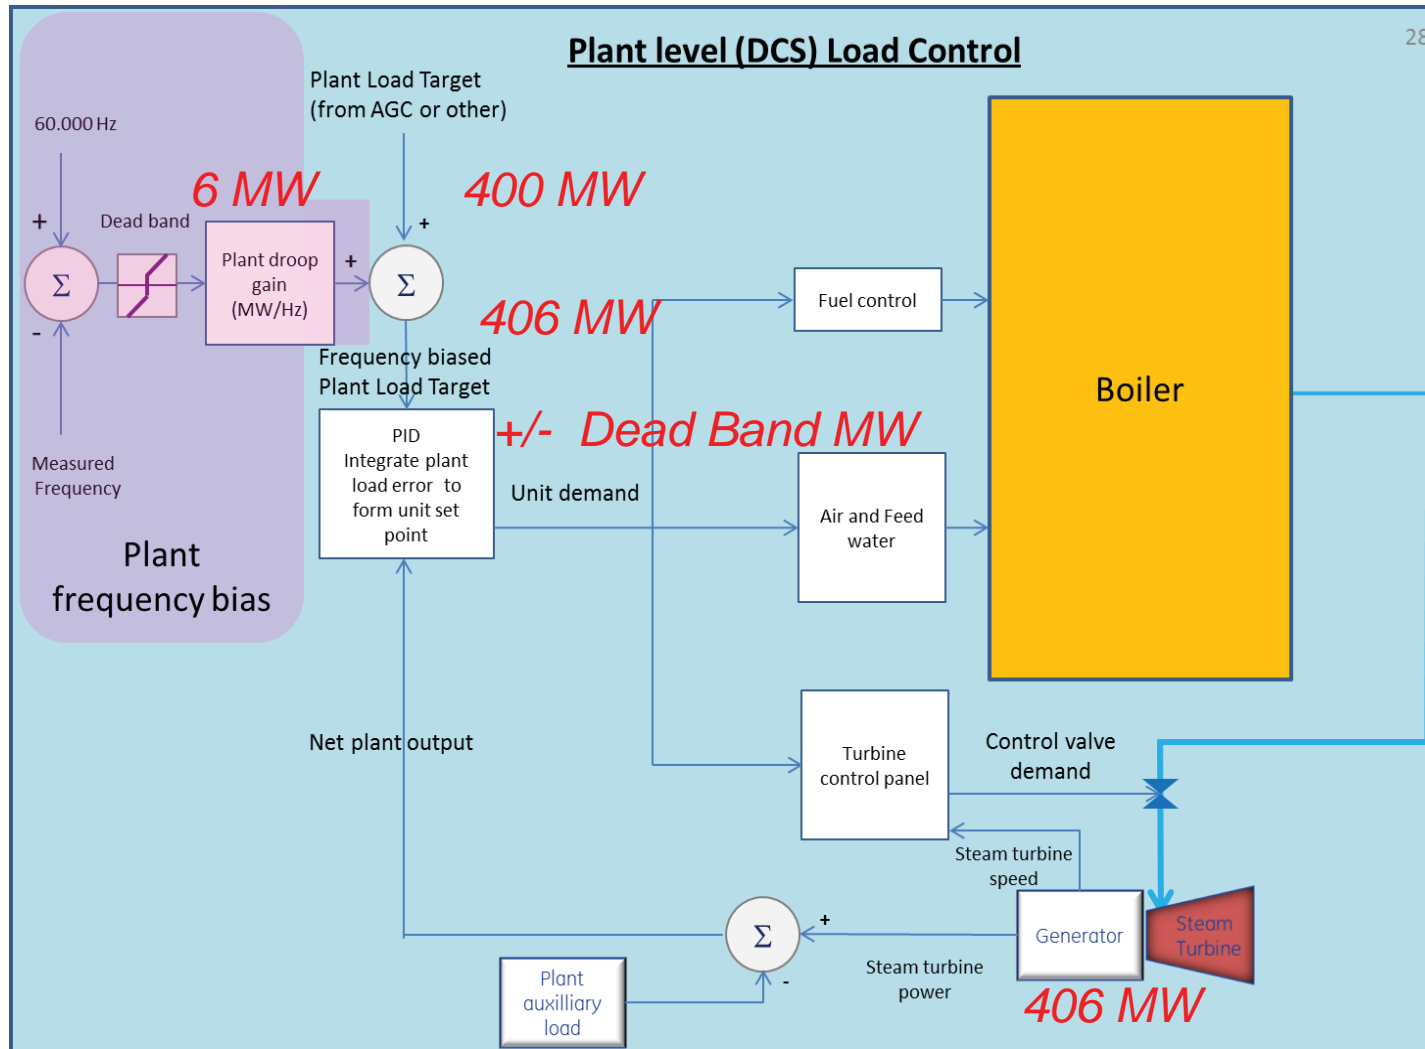 Plant level (DCS) Load Control
28
Plant Load Target
(from AGC or other)
60.000 Hz
6 MW
400 MW
+
Dead band
+
Σ
Plant droop
gain
(MW/Hz)
+
Σ
-
406 MW
Fuel control
Frequency biased
Plant Load Target
Boiler
+/- Dead Band MW
PID
Integrate plant
load error to
form unit set
point
Measured
Frequency
Unit demand
Air and Feed
water
Plant
frequency bias
Net plant output
Turbine
control panel
Control valve
demand
Steam turbine
speed
Σ
+
-
Generator
Steam
Turbine
Steam turbine
power
Plant
auxilliary
load
406 MW